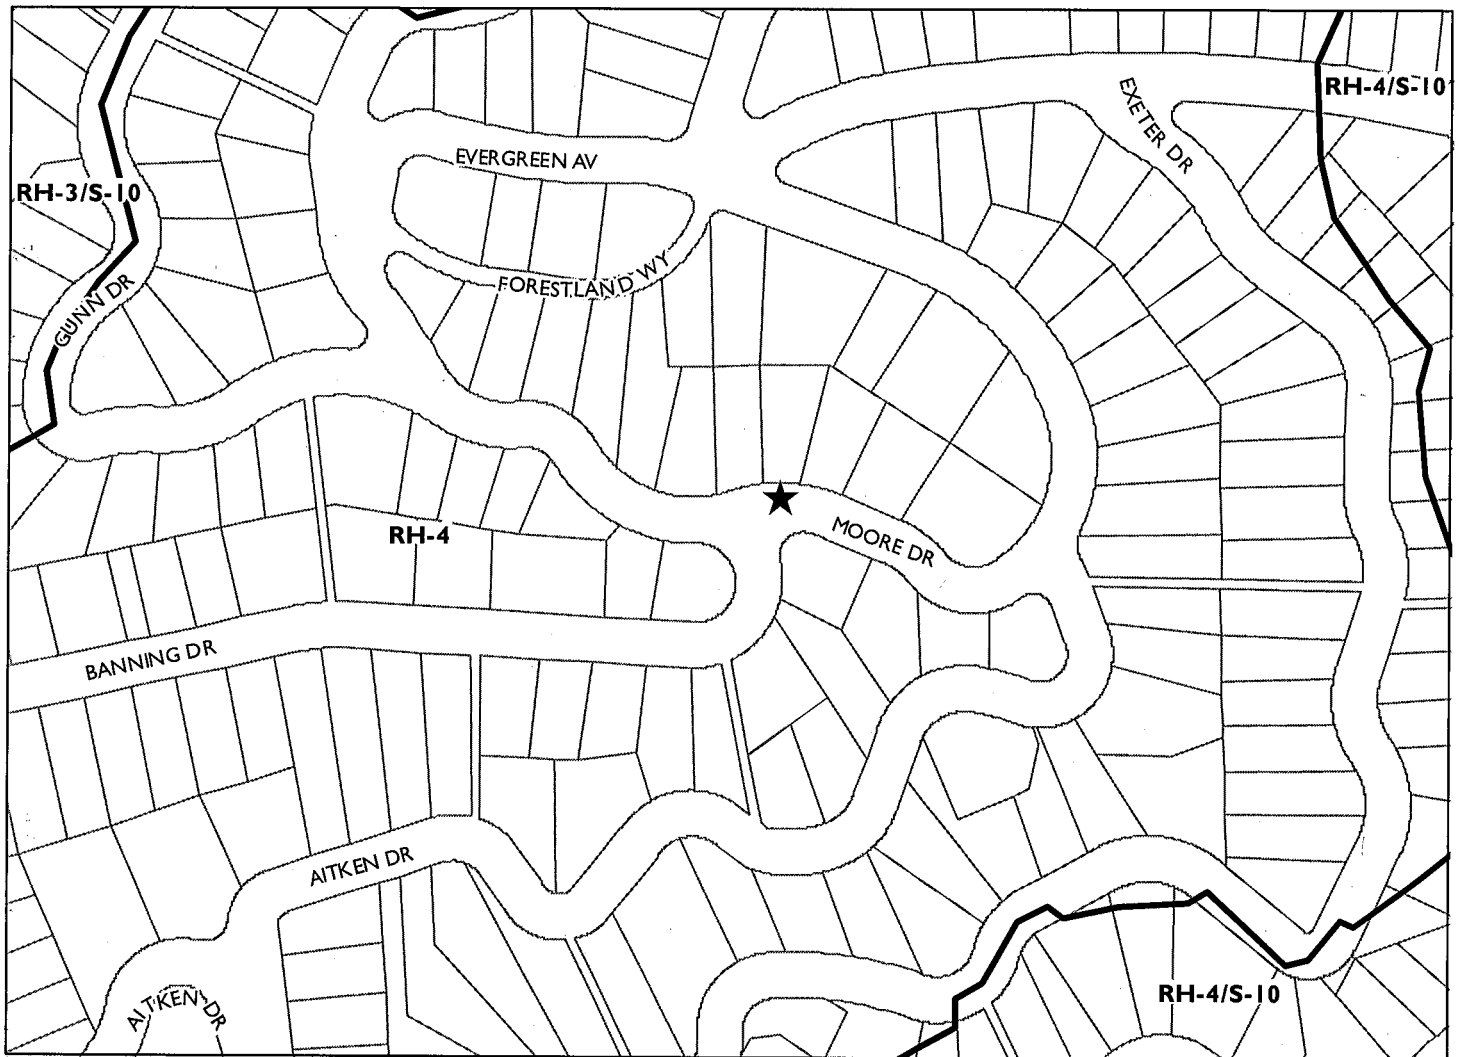 RH-4/S-10
EXETER DR
EVERGREEN AV
RH-3/S-10
FORESTLAND WY
GUNN DR
RH-4
MOORE DR
BANNING DR
AITKEN DR
RH-4/S-10
AITKEN DR